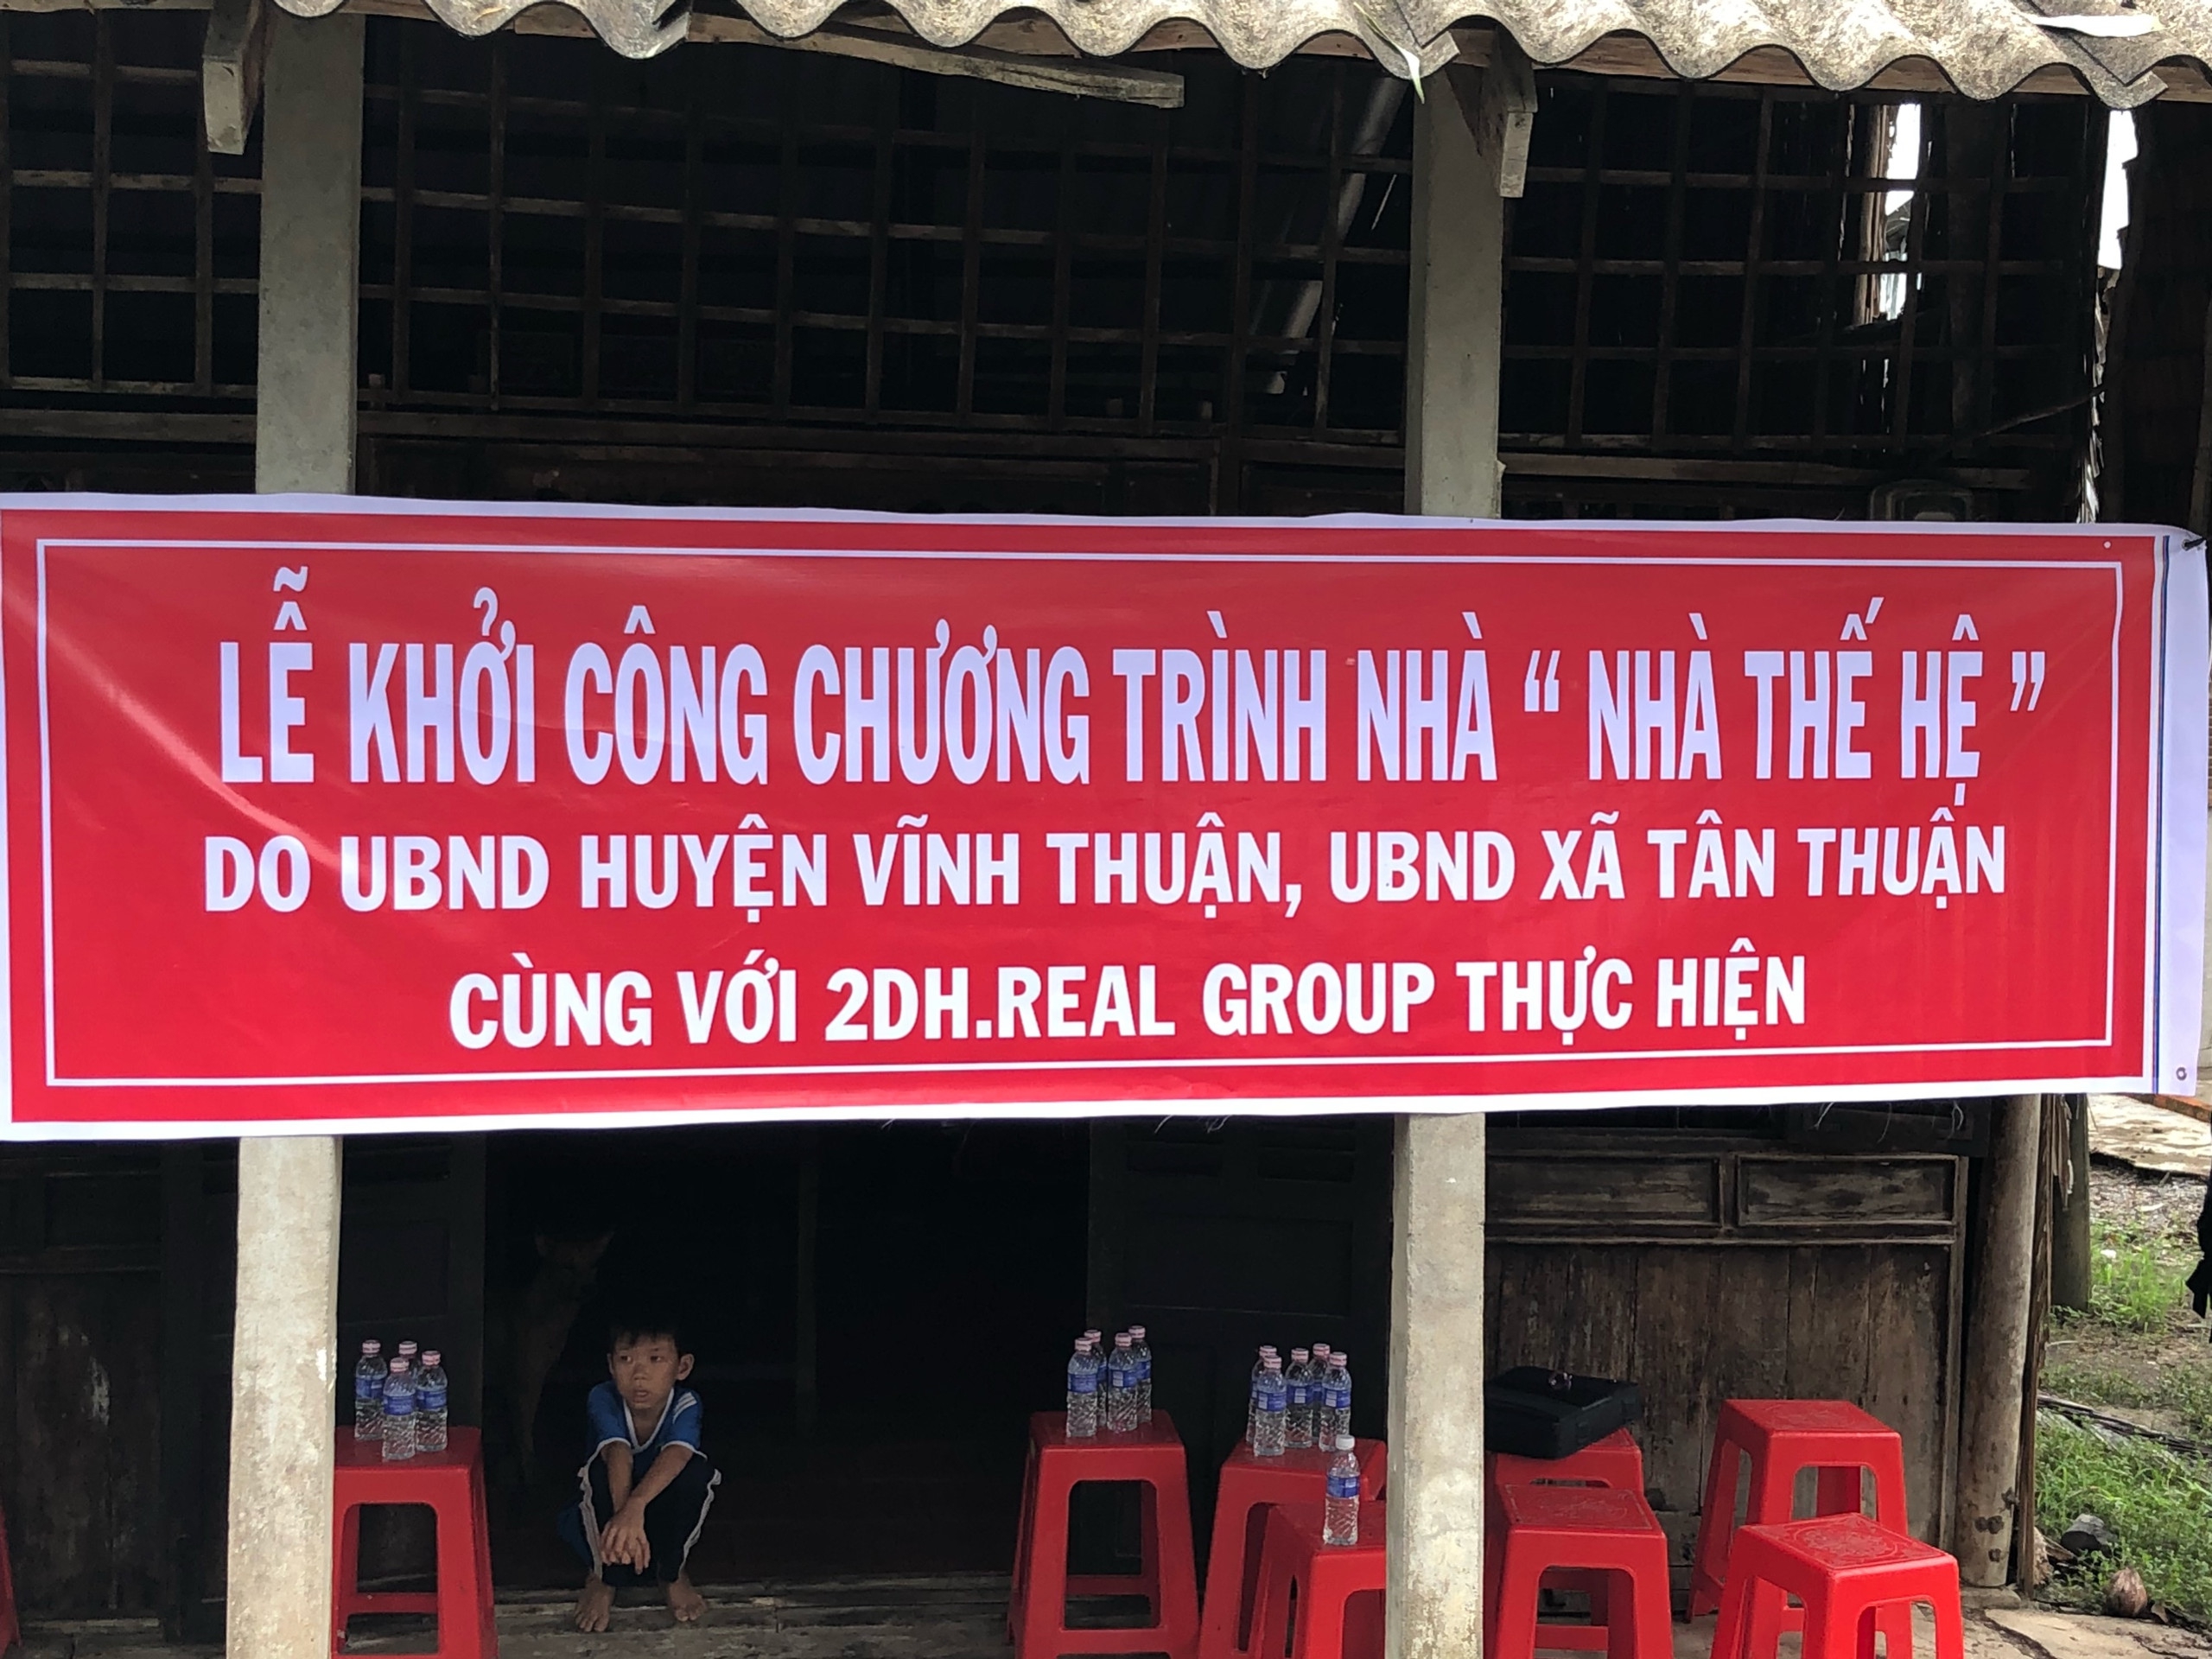 LỄ KHỞI CÔNG CHƯƠNG TRÌNH NHÀ “ NHÀ THẾ HỆ ”
DO UBND HUYỆN VĨNH THUẬN, UBND XÃ TÂN THUẬN
CÙNG VỚI 2DH.REAL GROUP THỰC HIỆN